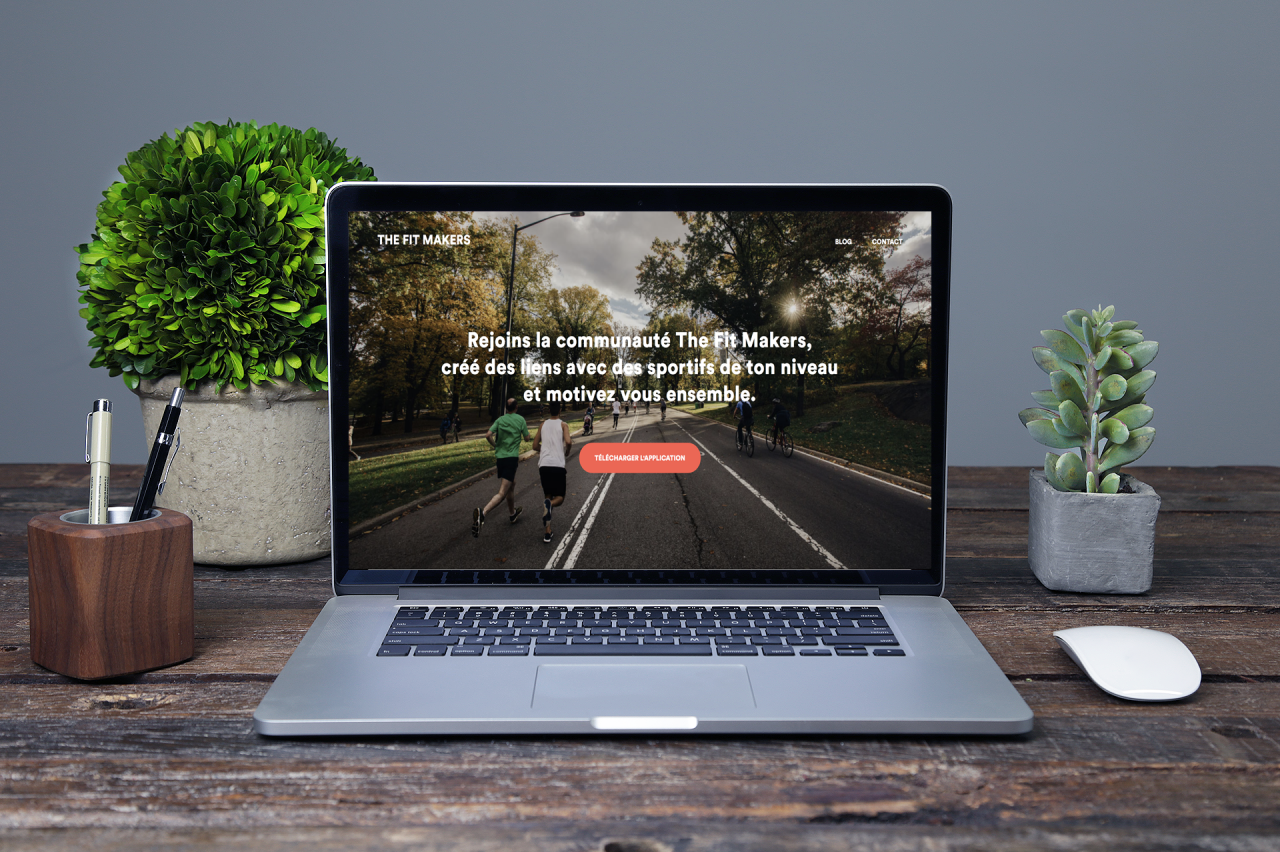 THE FIT MAKERS
BLOG CONTACT
Rejoins la communauté The Fit Makers,
créé des liens avec des sportifs de ton niveau
et motivez vous ensemble.
TÉLÉCHARGER L'APPLICATION